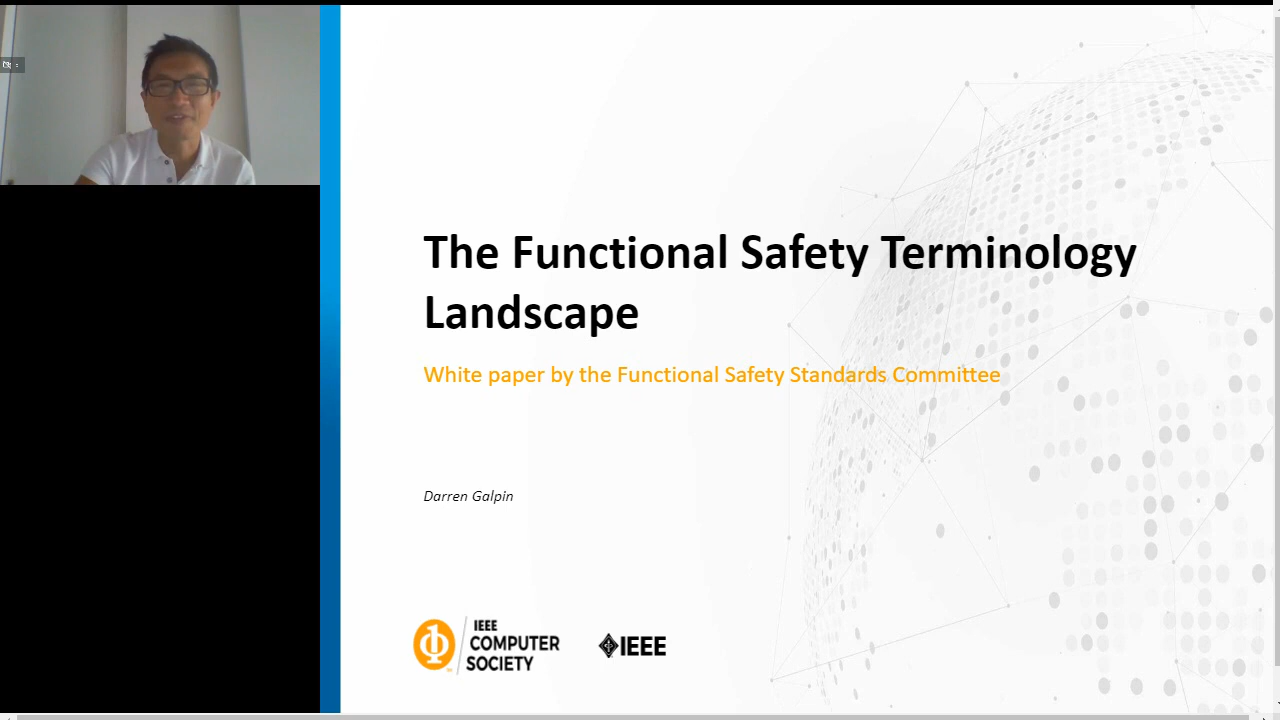 The Functional Safety Terminology
Landscape
White paper by the Functional Safety Standards Committee
Darren Galpin
IEEE
COMPUTER
SOCIETY
IEEE